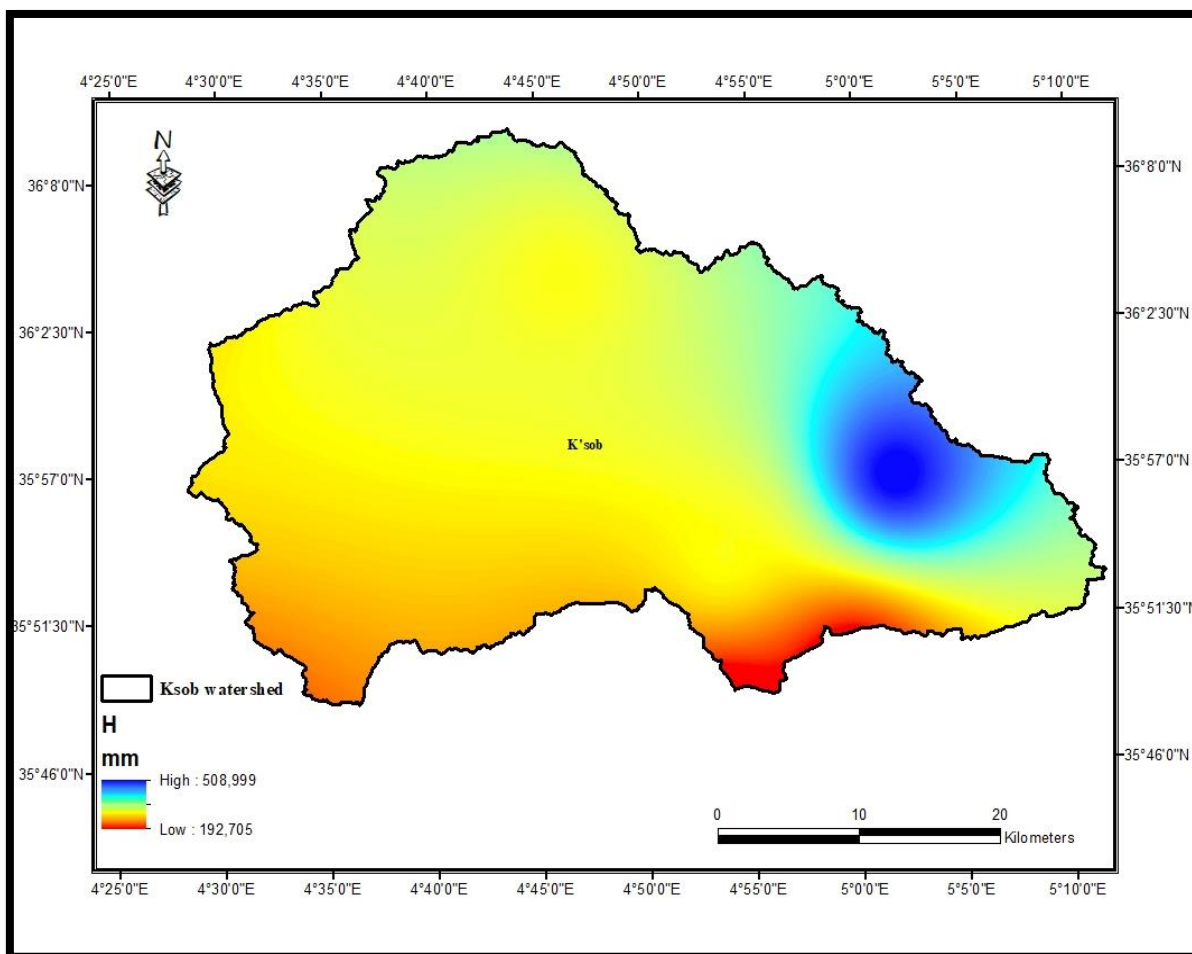 4°25'0"E 4°30'0"E 4°35'0"E 4°40'0"E 4°45'0"E 4°50'0"E 4°55'0"E 5°0'0"E 5°5'0"E 5°10'0"E
N
36°8'0"N 36°8'0"N
36°2'30"N 36°2'30"N
K'sob
35°57'0"N 35°57'0"N
35°51'30"N 35°51'30"N
Ksob watershed
H
mm
35°46'0"N 35°46'0"N
High : 508,999
Low : 192,705
0 10 20
Kilometers
4°25'0"E 4°30'0"E 4°35'0"E 4°40'0"E 4°45'0"E 4°50'0"E 4°55'0"E 5°0'0"E 5°5'0"E 5°10'0"E